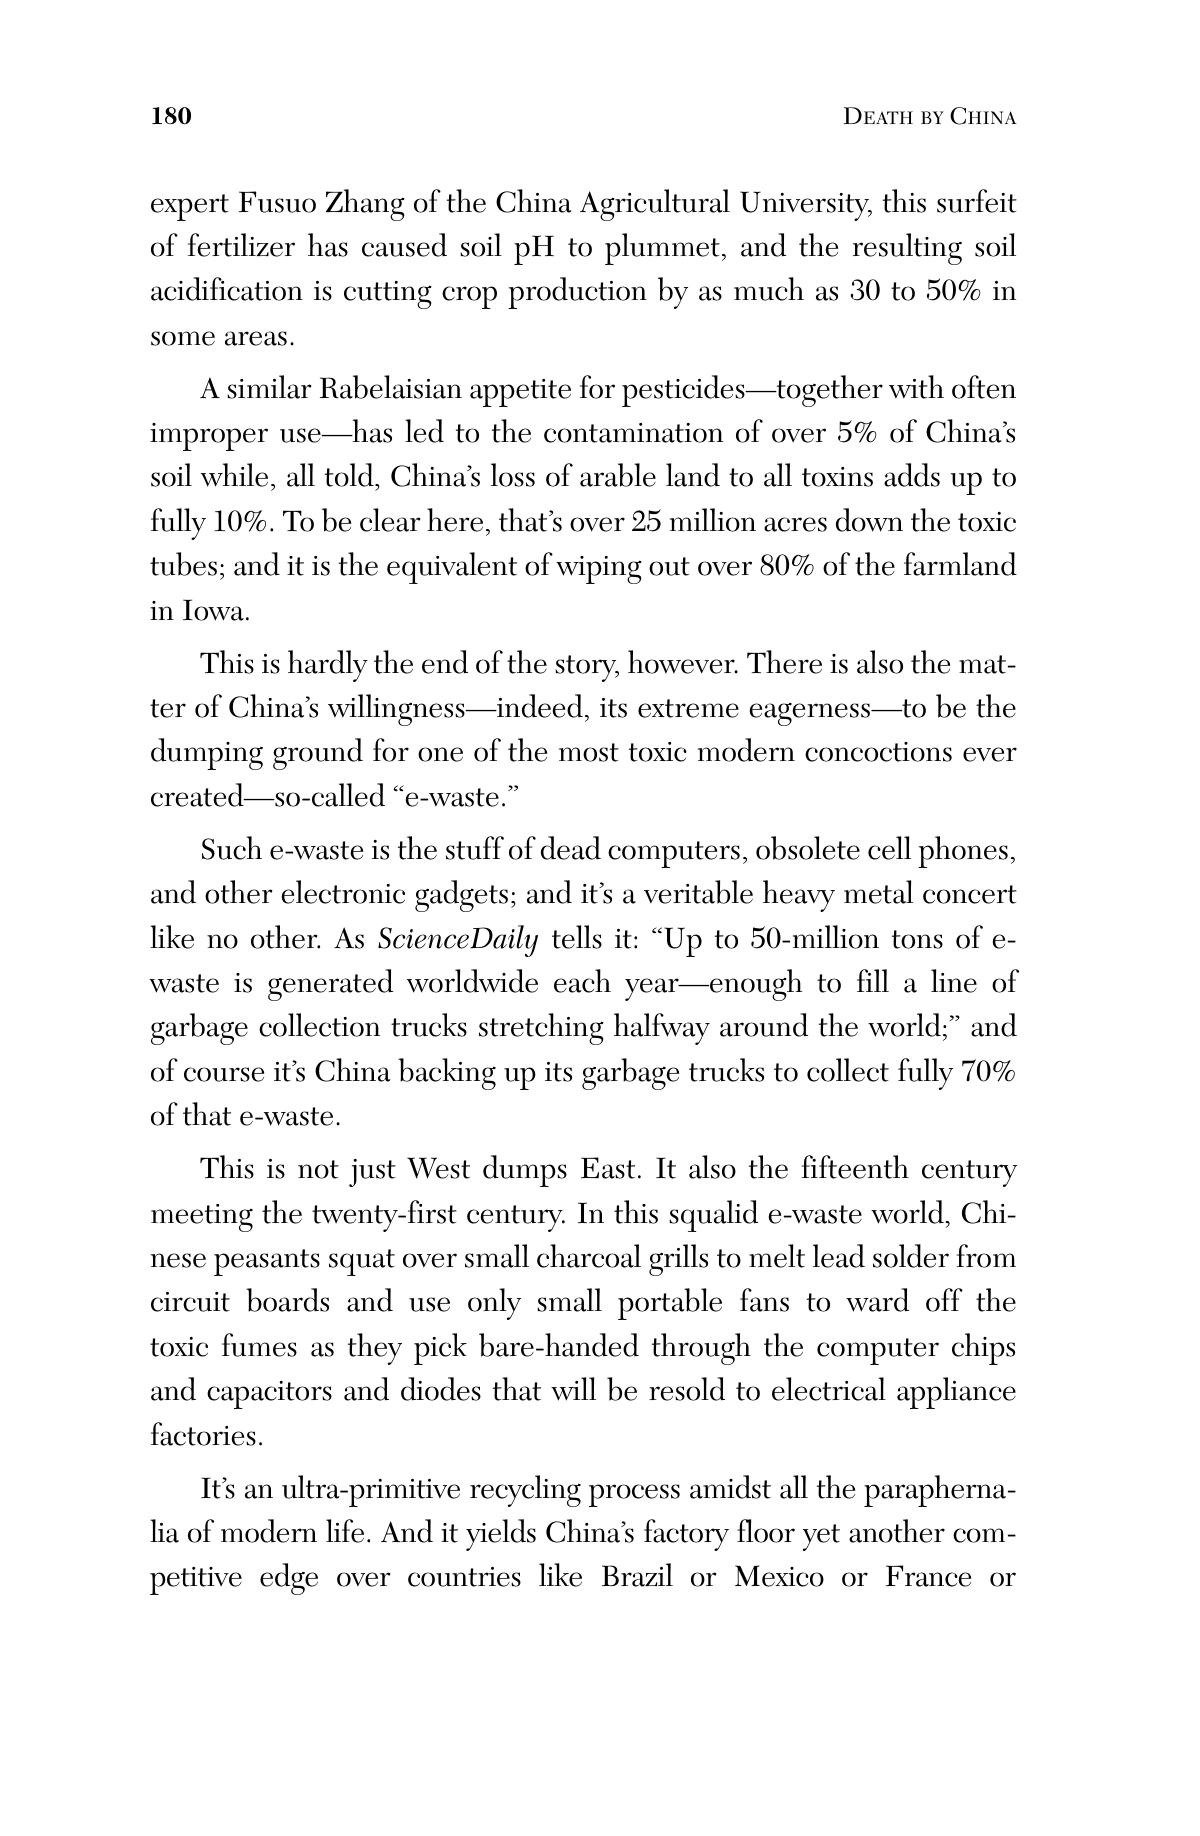 180 DEATH BY CHINA
expert Fusuo Zhang of the China Agricultural University, this surfeit
of fertilizer has caused soil pH to plummet, and the resulting soil
acidification is cutting crop production by as much as 30 to 50% in
some areas.
A similar Rabelaisian appetite for pesticides—together with often
improper use—has led to the contamination of over 5% of China’s
soil while, all told, China’s loss of arable land to all toxins adds up to
fully 10%. To be clear here, that’s over 25 million acres down the toxic
tubes; and it is the equivalent of wiping out over 80% of the farmland
in Iowa.
This is hardly the end of the story, however. There is also the mat-
ter of China’s willingness—indeed, its extreme eagerness—to be the
dumping ground for one of the most toxic modern concoctions ever
created—so-called “e-waste.”
Such e-waste is the stuff of dead computers, obsolete cell phones,
and other electronic gadgets; and it’s a veritable heavy metal concert
like no other. As ScienceDaily tells it: “Up to 50-million tons of e-
waste is generated worldwide each year—enough to fill a line of
garbage collection trucks stretching halfway around the world;” and
of course it’s China backing up its garbage trucks to collect fully 70%
of that e-waste.
This is not just West dumps East. It also the fifteenth century
meeting the twenty-first century. In this squalid e-waste world, Chi-
nese peasants squat over small charcoal grills to melt lead solder from
circuit boards and use only small portable fans to ward off the
toxic fumes as they pick bare-handed through the computer chips
and capacitors and diodes that will be resold to electrical appliance
factories.
It’s an ultra-primitive recycling process amidst all the parapherna-
lia of modern life. And it yields China’s factory floor yet another com-
petitive edge over countries like Brazil or Mexico or France or